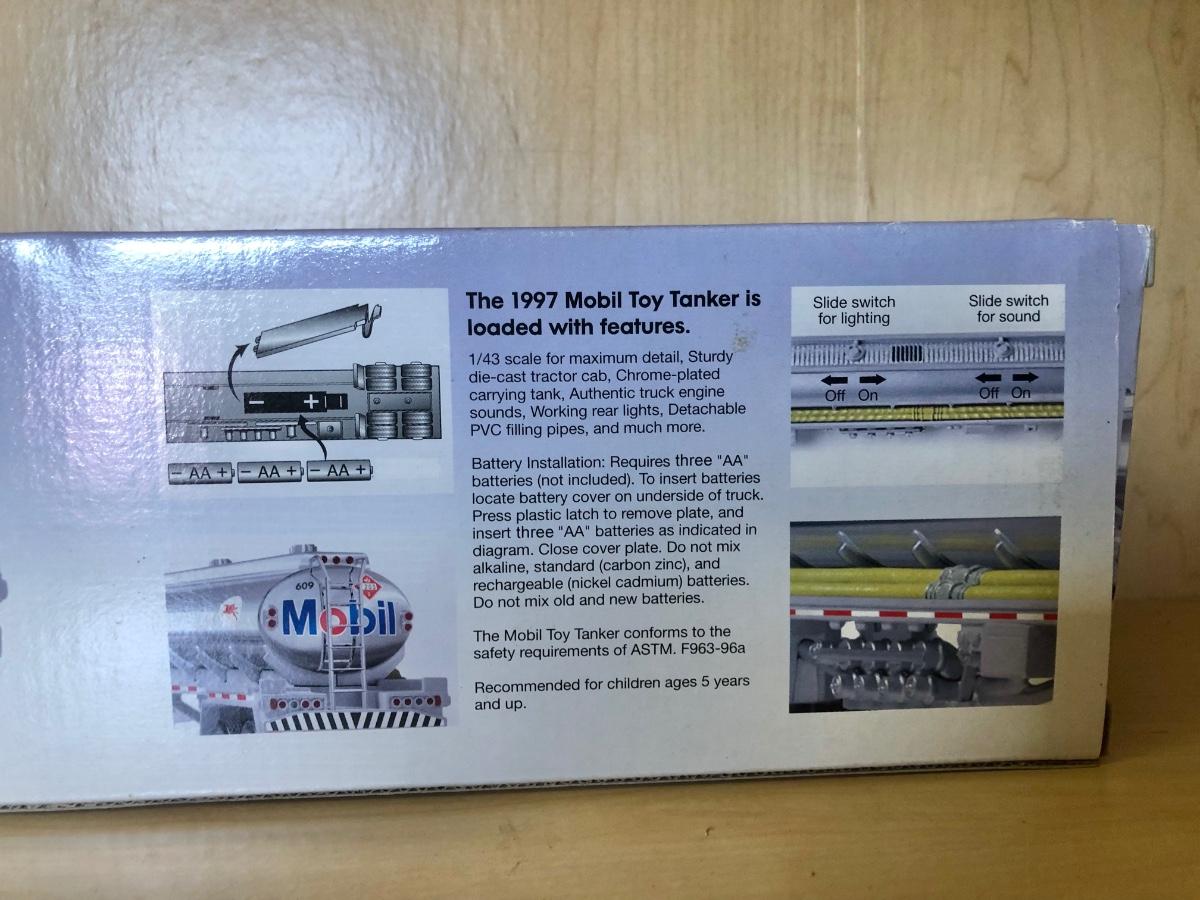 The 1997 Mobil Toy Tanker is
loaded with features.
1/43 scale for maximum detail, Sturdy
die-cast tractor cab, Chrome-plated
carrying tank, Authentic truck engine
sounds, Working rear lights, Detachable
PVC filling pipes, and much more.
Battery Installation: Requires three "AA"
batteries (not included). To insert batteries
locate battery cover on underside of truck.
Press plastic latch to remove plate, and
insert three "AA" batteries as indicated in
diagram. Close cover plate. Do not mix
alkaline, standard (carbon zinc), and
rechargeable (nickel cadmium) batteries.
Do not mix old and new batteries.
The Mobil Toy Tanker conforms to the
safety requirements of ASTM. F963-96a
Recommended for children ages 5 years
and up.
− +
− AA + − AA + − AA +
609
Mobil
Slide switch
for lighting
Slide switch
for sound
Off On
Off On